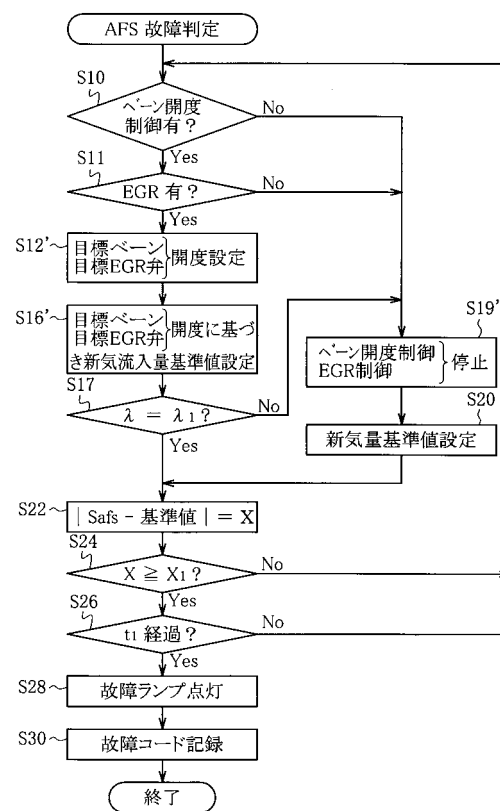 AFS 故障判定
S10
ベーン開度
制御有?
No
Yes
S11
EGR 有?
No
Yes
S12'
目標ベーン
目標EGR弁}開度設定
S16'
目標ベーン
目標EGR弁}開度に基づ
き新気流入量基準値設定
S19'
ベーン開度制御
EGR制御}停止
S17
λ = λ1?
No
Yes
S20
新気量基準値設定
S22
| Safs - 基準値 | = X
S24
X ≧ X1?
No
Yes
S26
t1 経過?
No
Yes
S28
故障ランプ点灯
S30
故障コード記録
終了